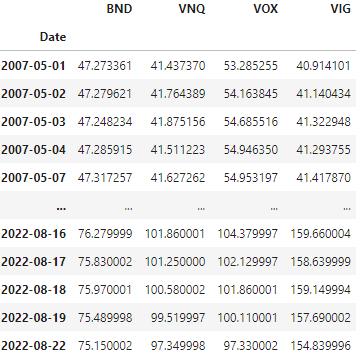 BND VNQ VOX VIG
Date
2007-05-01 47.273361 41.437370 53.285255 40.914101
2007-05-02 47.279621 41.764389 54.163845 41.140434
2007-05-03 47.248234 41.875156 54.685516 41.322948
2007-05-04 47.285915 41.511223 54.946350 41.293755
2007-05-07 47.317257 41.627262 54.953197 41.417870
... ... ... ... ...
2022-08-16 76.279999 101.860001 104.379997 159.660004
2022-08-17 75.830002 101.250000 102.129997 158.639999
2022-08-18 75.970001 100.580002 101.860001 159.149994
2022-08-19 75.489998 99.519997 100.110001 157.690002
2022-08-22 75.150002 97.349998 97.330002 154.839996